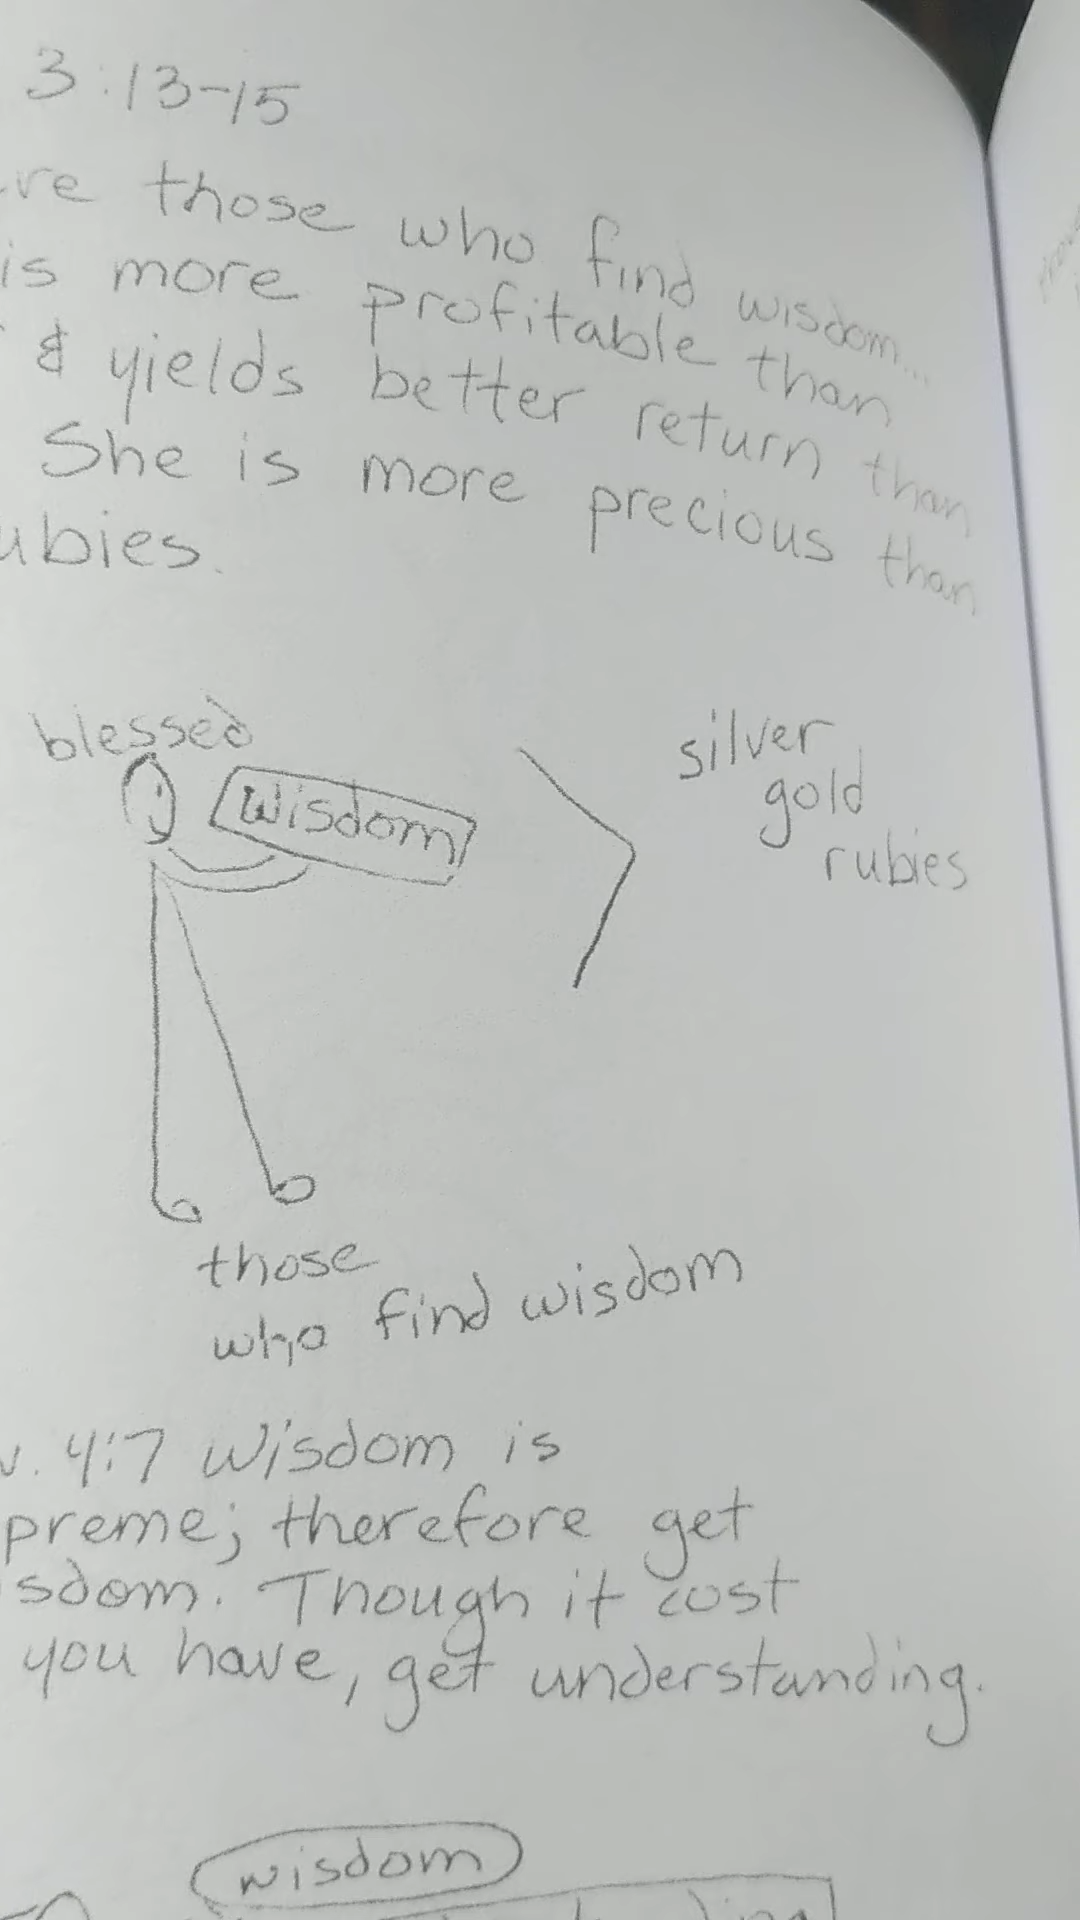 3:13-15
re those who find wisdom...
is more profitable than
& yields better return than
She is more precious than
ubies.
blessed
Wisdom
silver
gold
rubies
those
who find wisdom
v. 4:7 Wisdom is
preme; therefore get
sdom. Though it cost
you have, get understanding.
wisdom